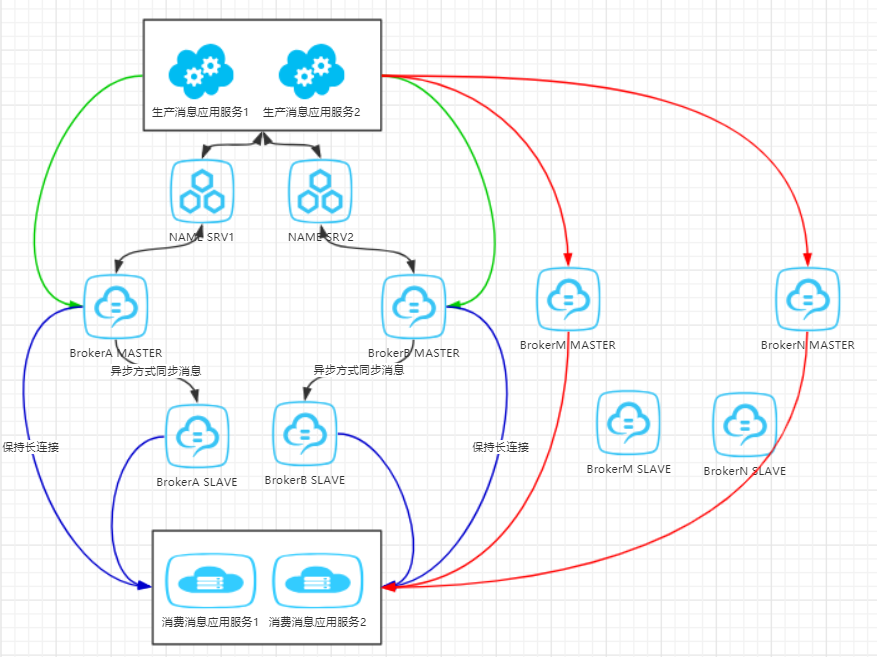 生产消息应用服务1
生产消息应用服务2
NAME SRV1
NAME SRV2
BrokerA MASTER
BrokerB MASTER
BrokerM MASTER
BrokerN MASTER
异步方式同步消息
异步方式同步消息
保持长连接
保持长连接
BrokerA SLAVE
BrokerB SLAVE
BrokerM SLAVE
BrokerN SLAVE
消费消息应用服务1
消费消息应用服务2